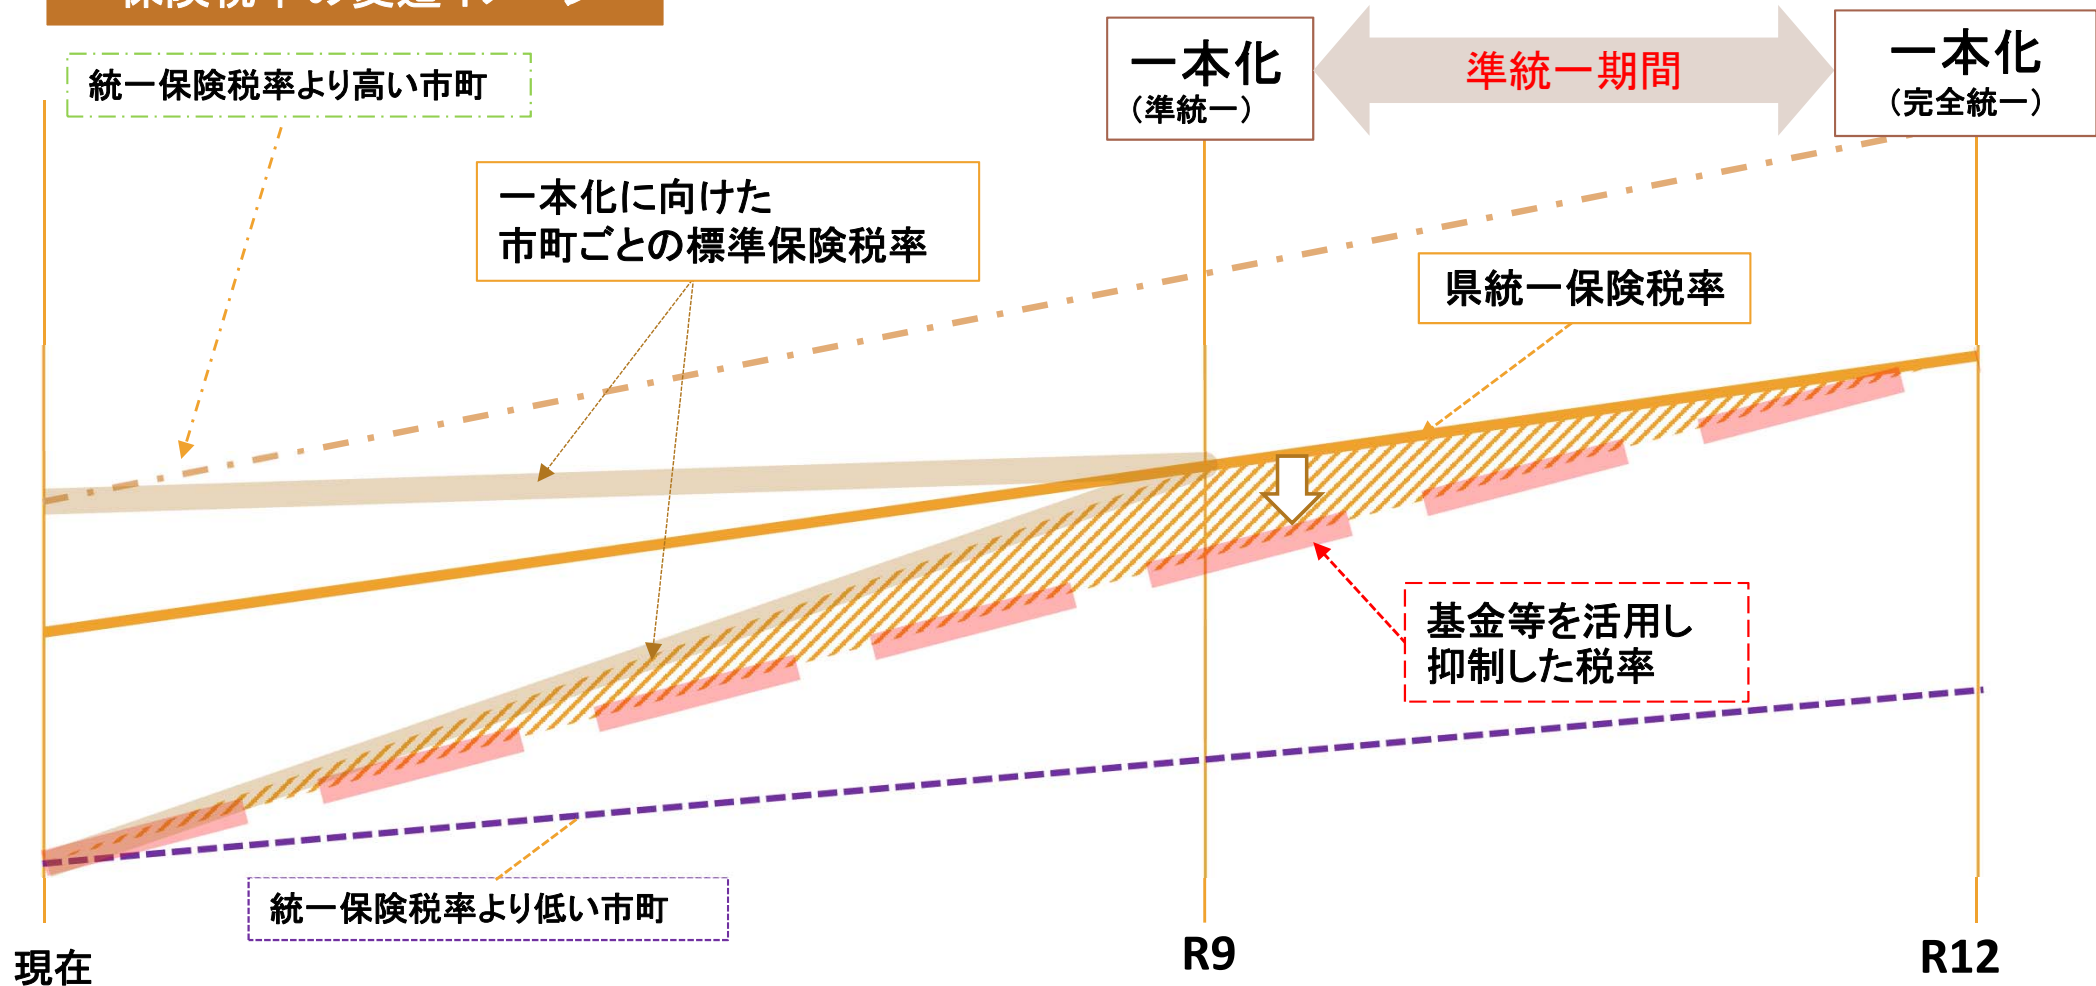 統一保険税率より高い市町
一本化
（準統一）
準統一期間
一本化
（完全統一）
一本化に向けた
市町ごとの標準保険税率
県統一保険税率
基金等を活用し
抑制した税率
統一保険税率より低い市町
現在
R9
R12